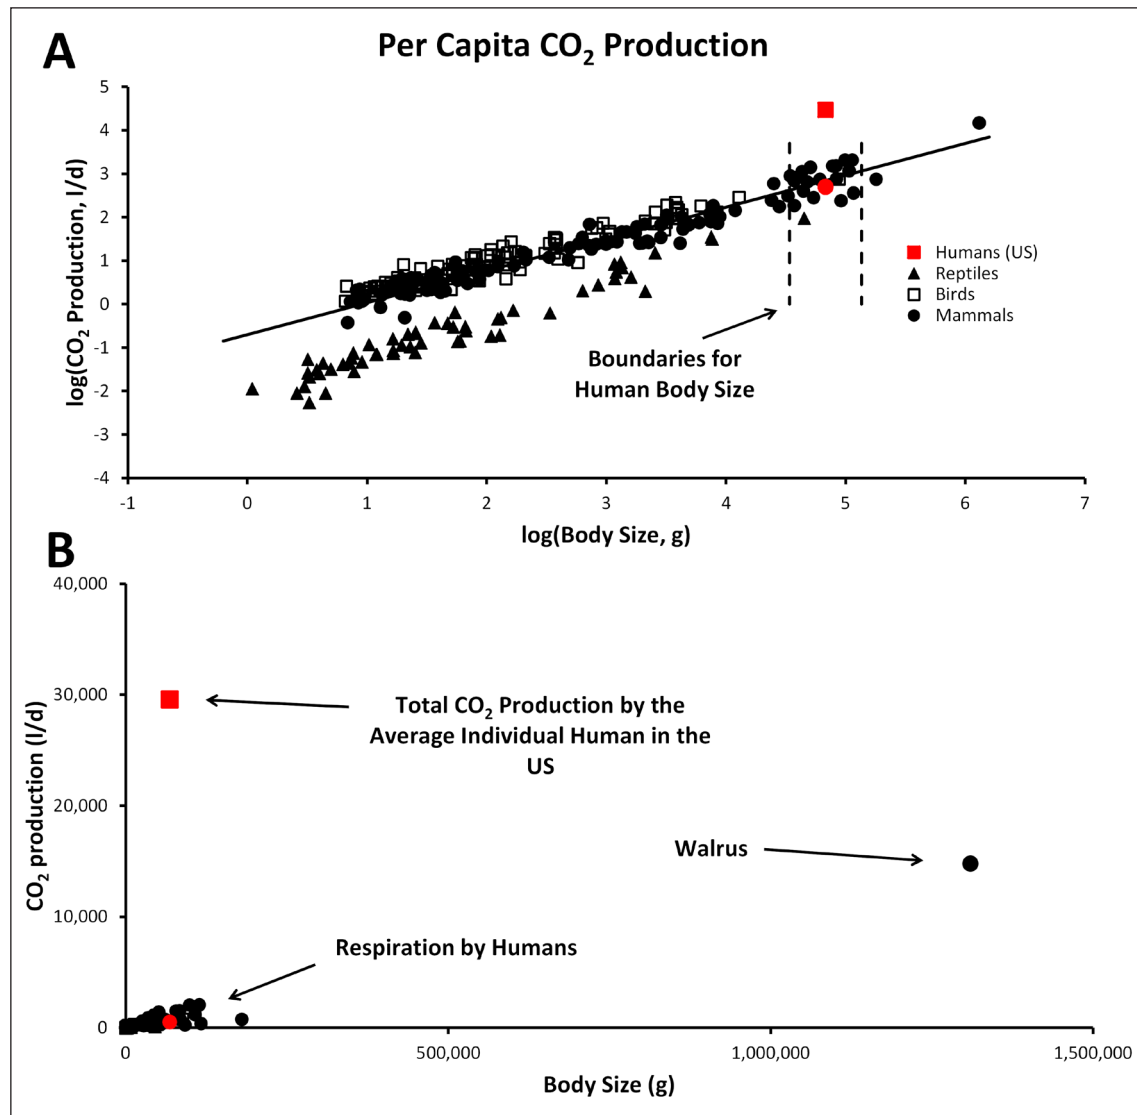 A
Per Capita CO₂ Production
log(CO₂ Production, l/d)
5
4
3
2
1
0
-1
-2
-3
-4
-1
0
1
2
3
4
5
6
7
log(Body Size, g)
Humans (US)
Reptiles
Birds
Mammals
Boundaries for
Human Body Size
B
CO₂ production (l/d)
40,000
30,000
20,000
10,000
0
Total CO₂ Production by the
Average Individual Human in the
US
Walrus
Respiration by Humans
0
500,000
1,000,000
1,500,000
Body Size (g)